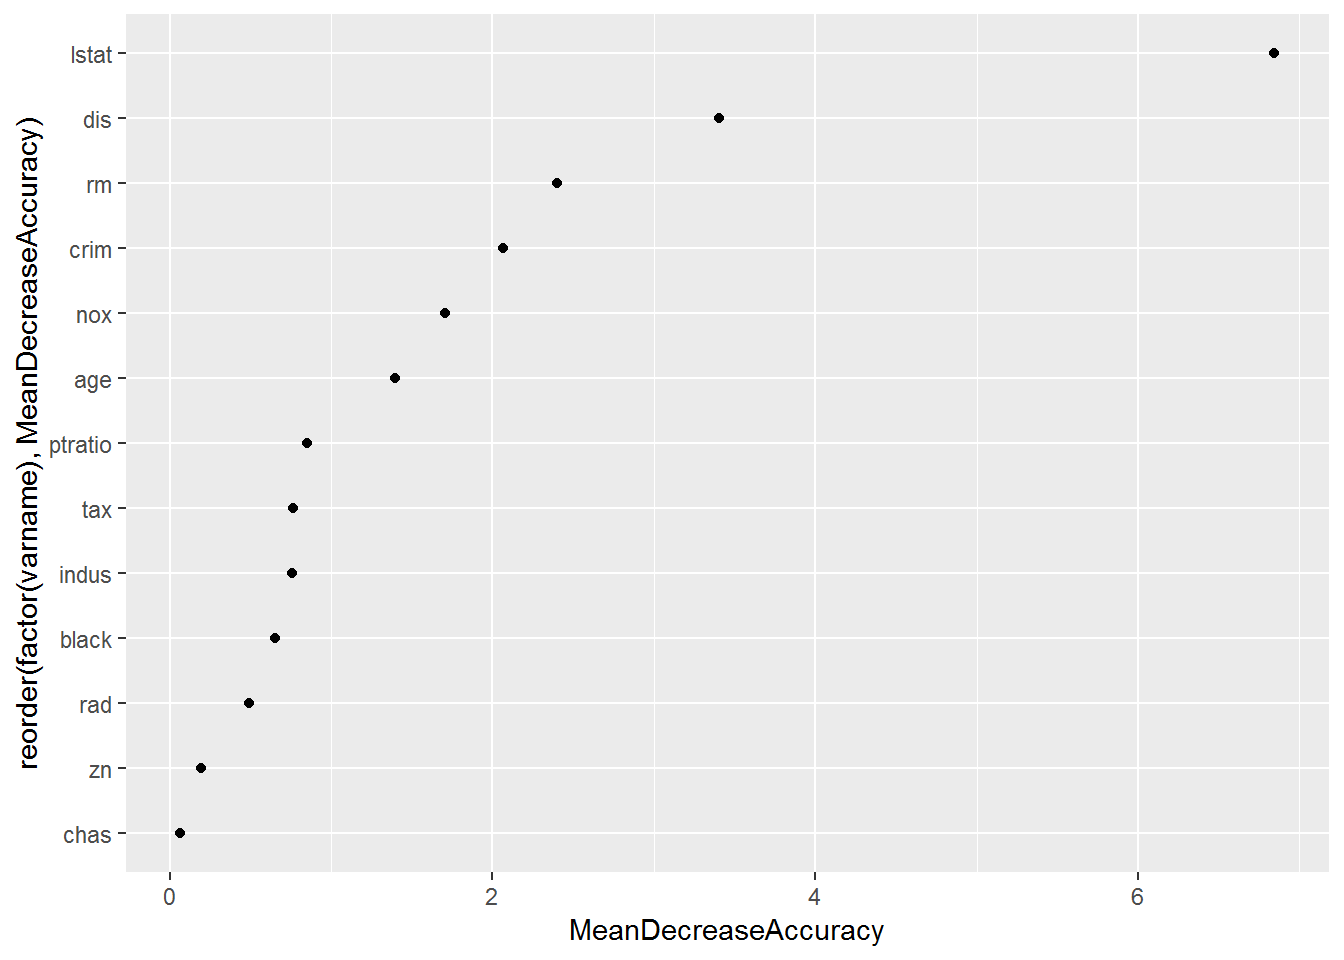 reorder(factor(varname), MeanDecreaseAccuracy)
lstat
dis
rm
crim
nox
age
ptratio
tax
indus
black
rad
zn
chas
0 2 4 6
MeanDecreaseAccuracy